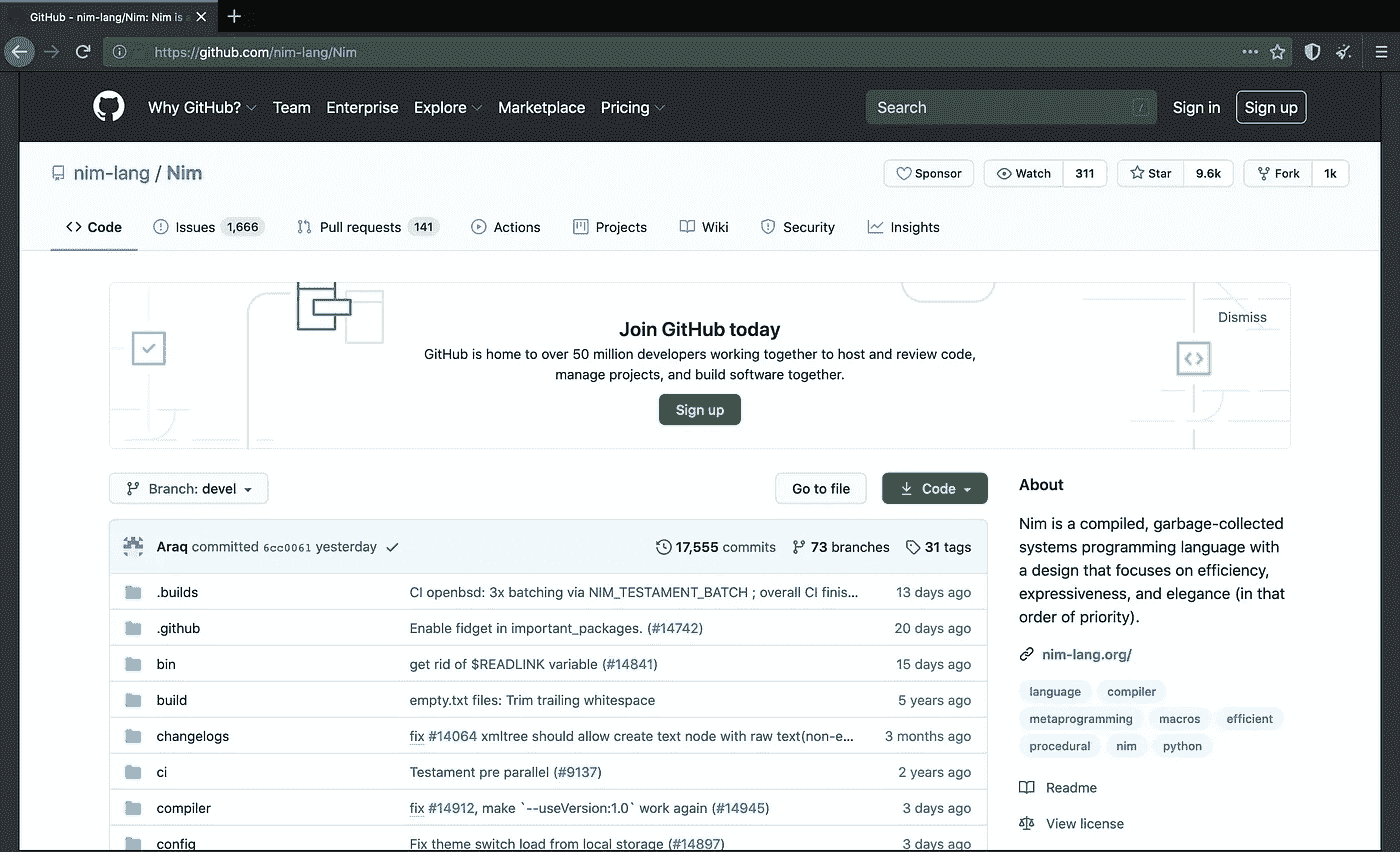 GitHub - nim-lang/Nim: Nim is a
https://github.com/nim-lang/Nim
Why GitHub? Team Enterprise Explore Marketplace Pricing Search / Sign in Sign up
nim-lang / Nim Sponsor Watch 311 Star 9.6k Fork 1k
Code Issues 1,666 Pull requests 141 Actions Projects Wiki Security Insights
Dismiss
Join GitHub today
GitHub is home to over 50 million developers working together to host and review code,
manage projects, and build software together.
Sign up
Branch: devel Go to file Code
Araq committed 6cc0061 yesterday 17,555 commits 73 branches 31 tags
.builds CI openbsd: 3x batching via NIM_TESTAMENT_BATCH ; overall CI finis... 13 days ago
.github Enable fidget in important_packages. (#14742) 20 days ago
bin get rid of $READLINK variable (#14841) 15 days ago
build empty.txt files: Trim trailing whitespace 5 years ago
changelogs fix #14064 xmltree should allow create text node with raw text(non-e... 3 months ago
ci Testament pre parallel (#9137) 2 years ago
compiler fix #14912, make `--useVersion:1.0` work again (#14945) 3 days ago
config Fix theme switch load from local storage (#14897) 3 days ago
About
Nim is a compiled, garbage-collected
systems programming language with
a design that focuses on efficiency,
expressiveness, and elegance (in that
order of priority).
nim-lang.org/
language compiler
metaprogramming macros efficient
procedural nim python
Readme
View license